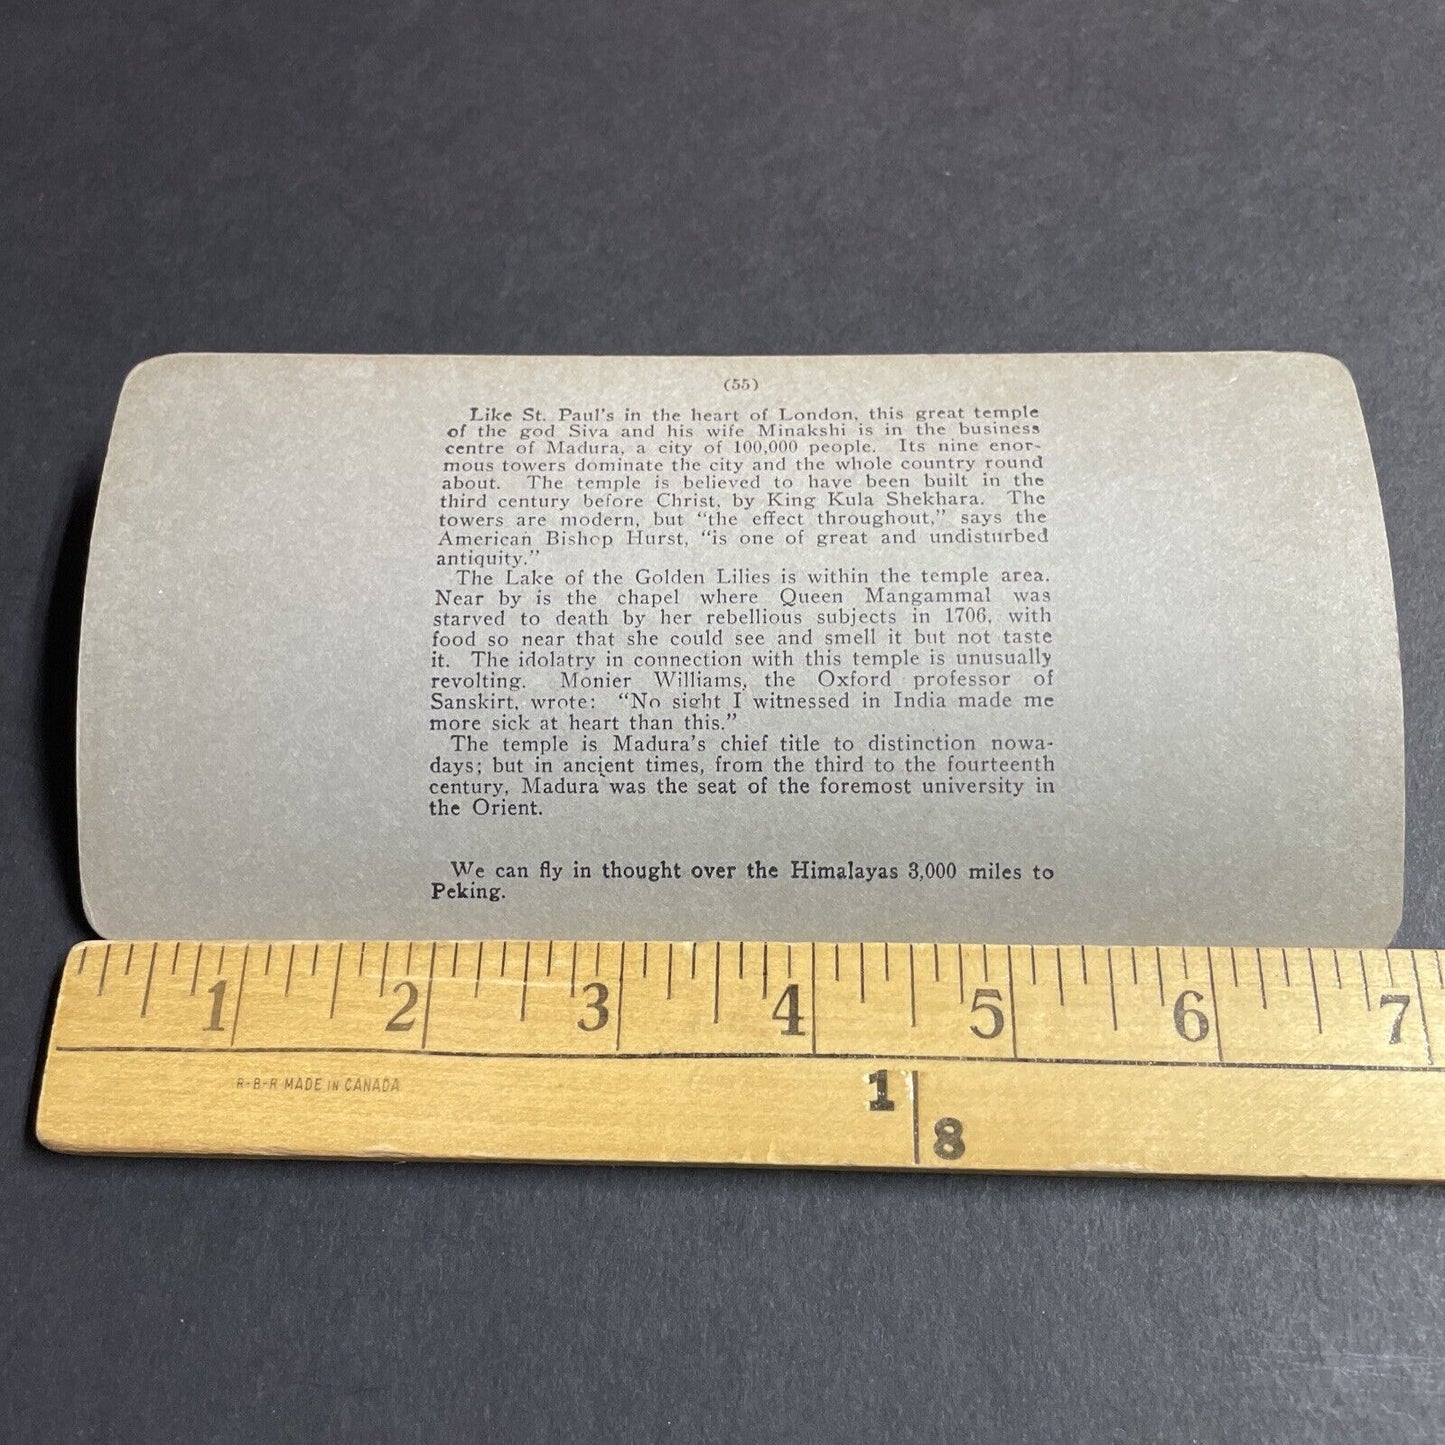 (55)
Like St. Paul's in the heart of London, this great temple
of the god Siva and his wife Minakshi is in the business
centre of Madura, a city of 100,000 people. Its nine enor-
mous towers dominate the city and the whole country round
about. The temple is believed to have been built in the
third century before Christ, by King Kula Shekhara. The
towers are modern, but "the effect throughout," says the
American Bishop Hurst, "is one of great and undisturbed
antiquity."
The Lake of the Golden Lilies is within the temple area.
Near by is the chapel where Queen Mangammal was
starved to death by her rebellious subjects in 1706, with
food so near that she could see and smell it but not taste
it. The idolatry in connection with this temple is unusually
revolting. Monier Williams, the Oxford professor of
Sanskirt, wrote: "No sight I witnessed in India made me
more sick at heart than this."
The temple is Madura's chief title to distinction nowa-
days; but in ancient times, from the third to the fourteenth
century, Madura was the seat of the foremost university in
the Orient.
We can fly in thought over the Himalayas 3,000 miles to
Peking.
1 2 3 4 5 6 7
R-B-R MADE IN CANADA
1
8